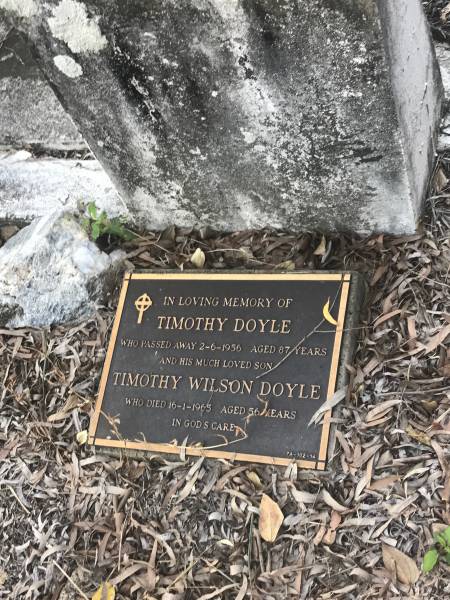 IN LOVING MEMORY OF
TIMOTHY DOYLE
WHO PASSED AWAY 2-6-1956 AGED 87 YEARS
AND HIS MUCH LOVED SON
TIMOTHY WILSON DOYLE
WHO DIED 16-1-1965 AGED 56 YEARS
IN GOD'S CARE